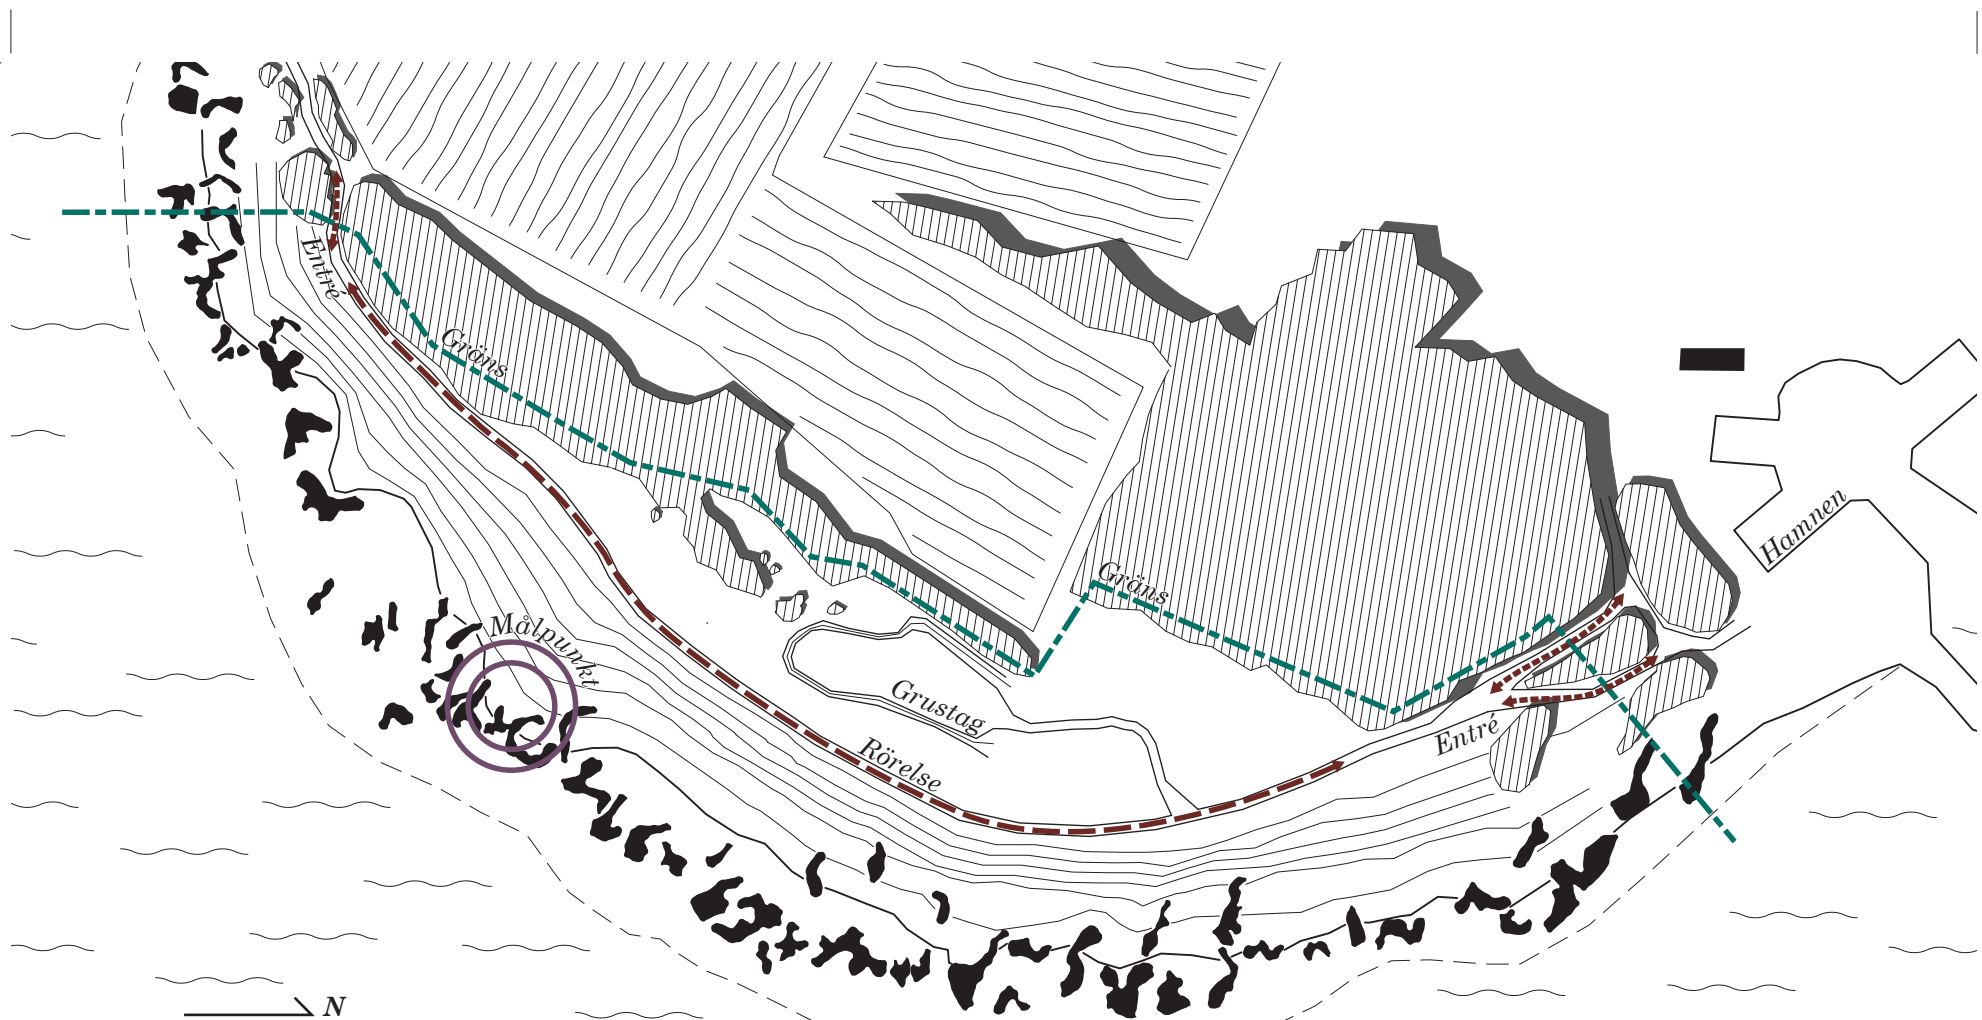 Entré
Gräns
Hamnen
Gräns
Målpunkt
Grustag
Entré
Rörelse
N